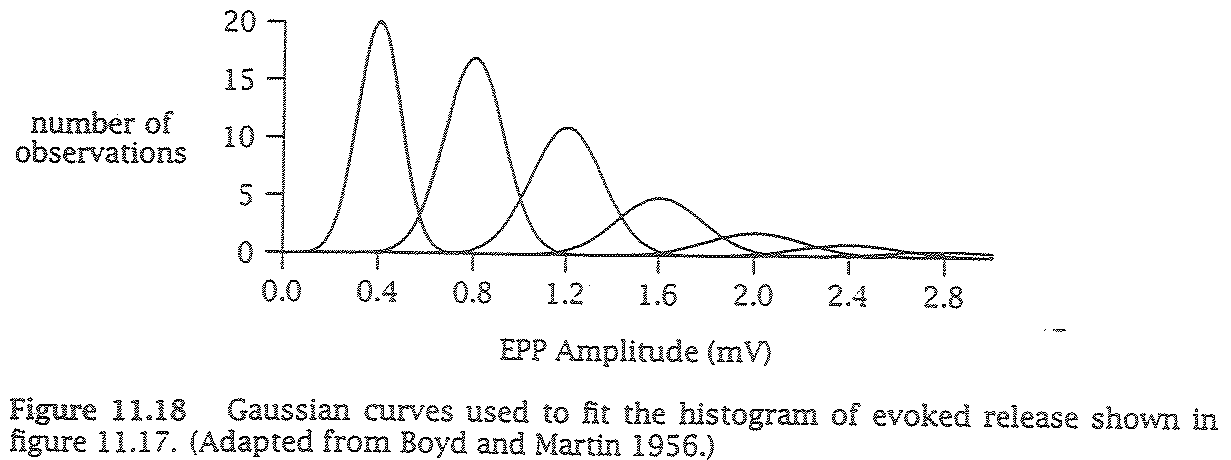 20
15
number of
10
observations
5
0
0.0 0.4 0.8 1.2 1.6 2.0 2.4 2.8
EPP Amplitude (mV)
Figure 11.18 Gaussian curves used to fit the histogram of evoked release shown in
figure 11.17. (Adapted from Boyd and Martin 1956.)